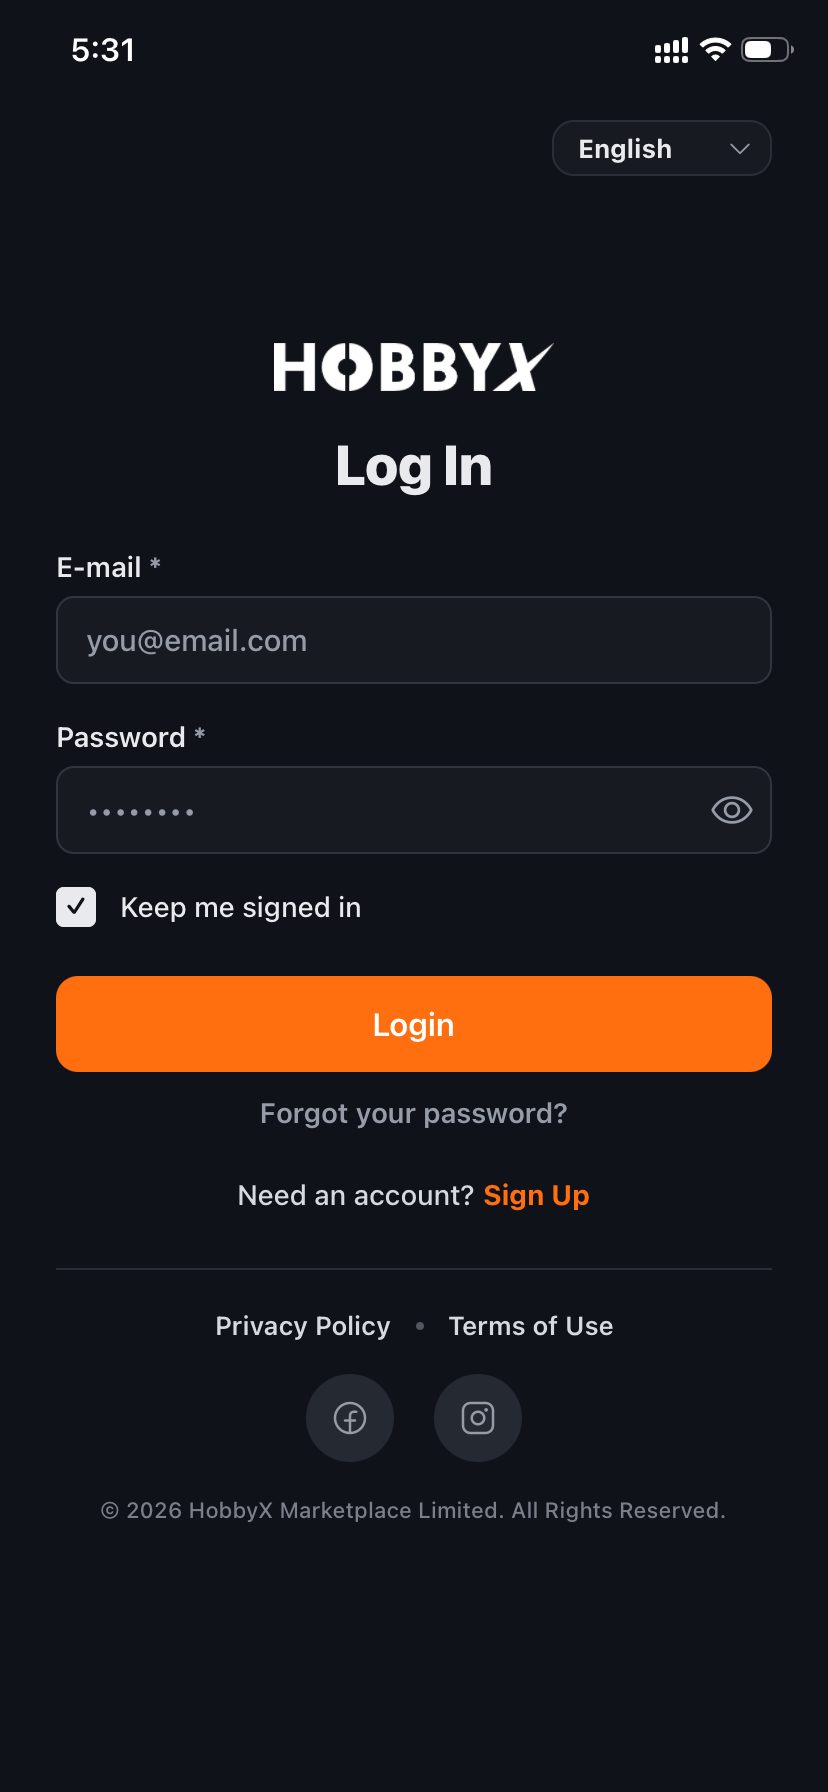 5:31
English
HOBBYX
Log In
E-mail *
you@email.com
Password *
••••••••
Keep me signed in
Login
Forgot your password?
Need an account? Sign Up
Privacy Policy • Terms of Use
© 2026 HobbyX Marketplace Limited. All Rights Reserved.